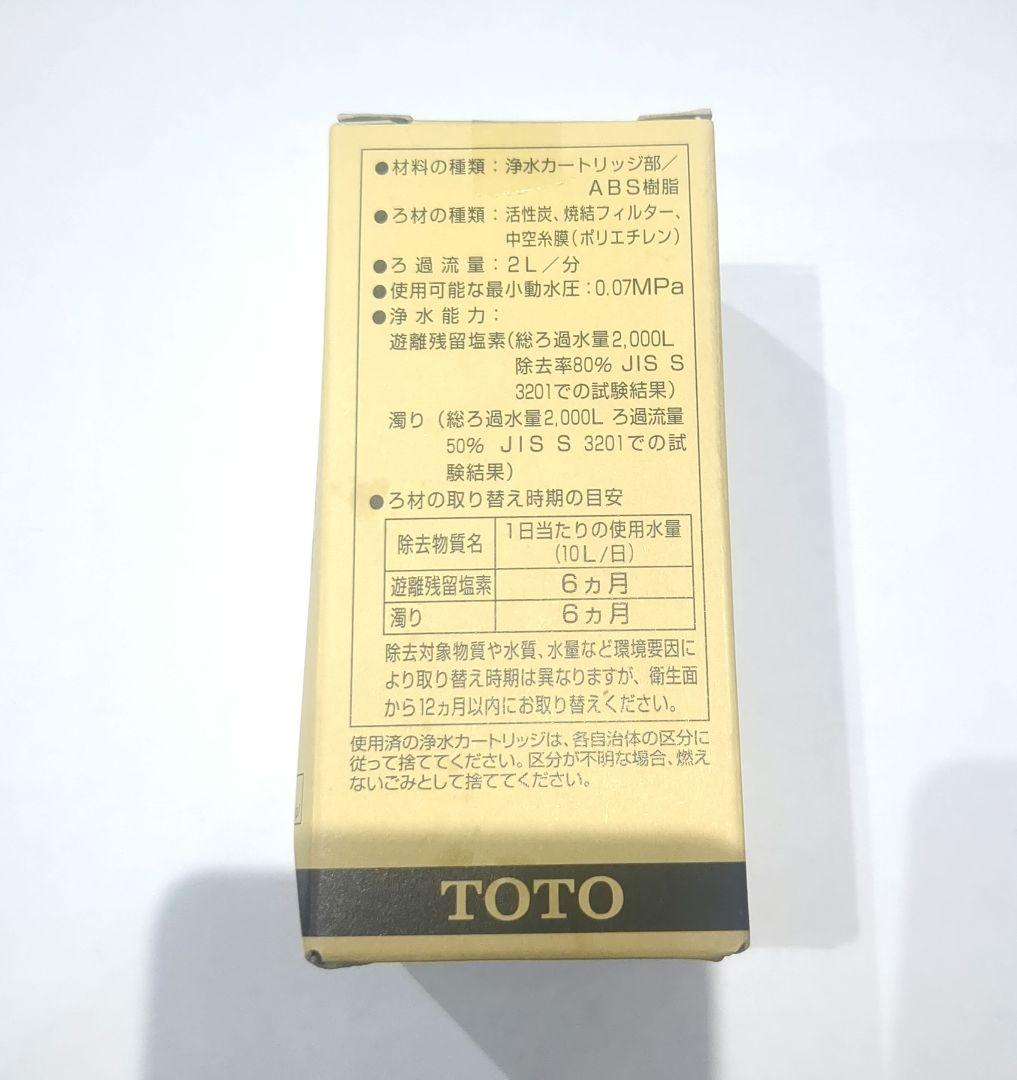 ●材料の種類：浄水カートリッジ部／
ABS樹脂
●ろ材の種類：活性炭、焼結フィルター、
中空糸膜（ポリエチレン）
●ろ過流量：2L／分
●使用可能な最小動水圧：0.07MPa
●浄水能力：
遊離残留塩素（総ろ過水量2,000L
除去率80% JIS S
3201での試験結果）
濁り（総ろ過水量2,000L ろ過流量
50% JIS S 3201での試
験結果）
●ろ材の取り替え時期の目安
除去物質名 1日当たりの使用水量
（10L/日）
遊離残留塩素 6ヵ月
濁り 6ヵ月
除去対象物質や水質、水量など環境要因に
より取り替え時期は異なりますが、衛生面
から12ヵ月以内にお取り替えください。
使用済の浄水カートリッジは、各自治体の区分に
従って捨ててください。区分が不明な場合、燃え
ないごみとして捨ててください。
TOTO